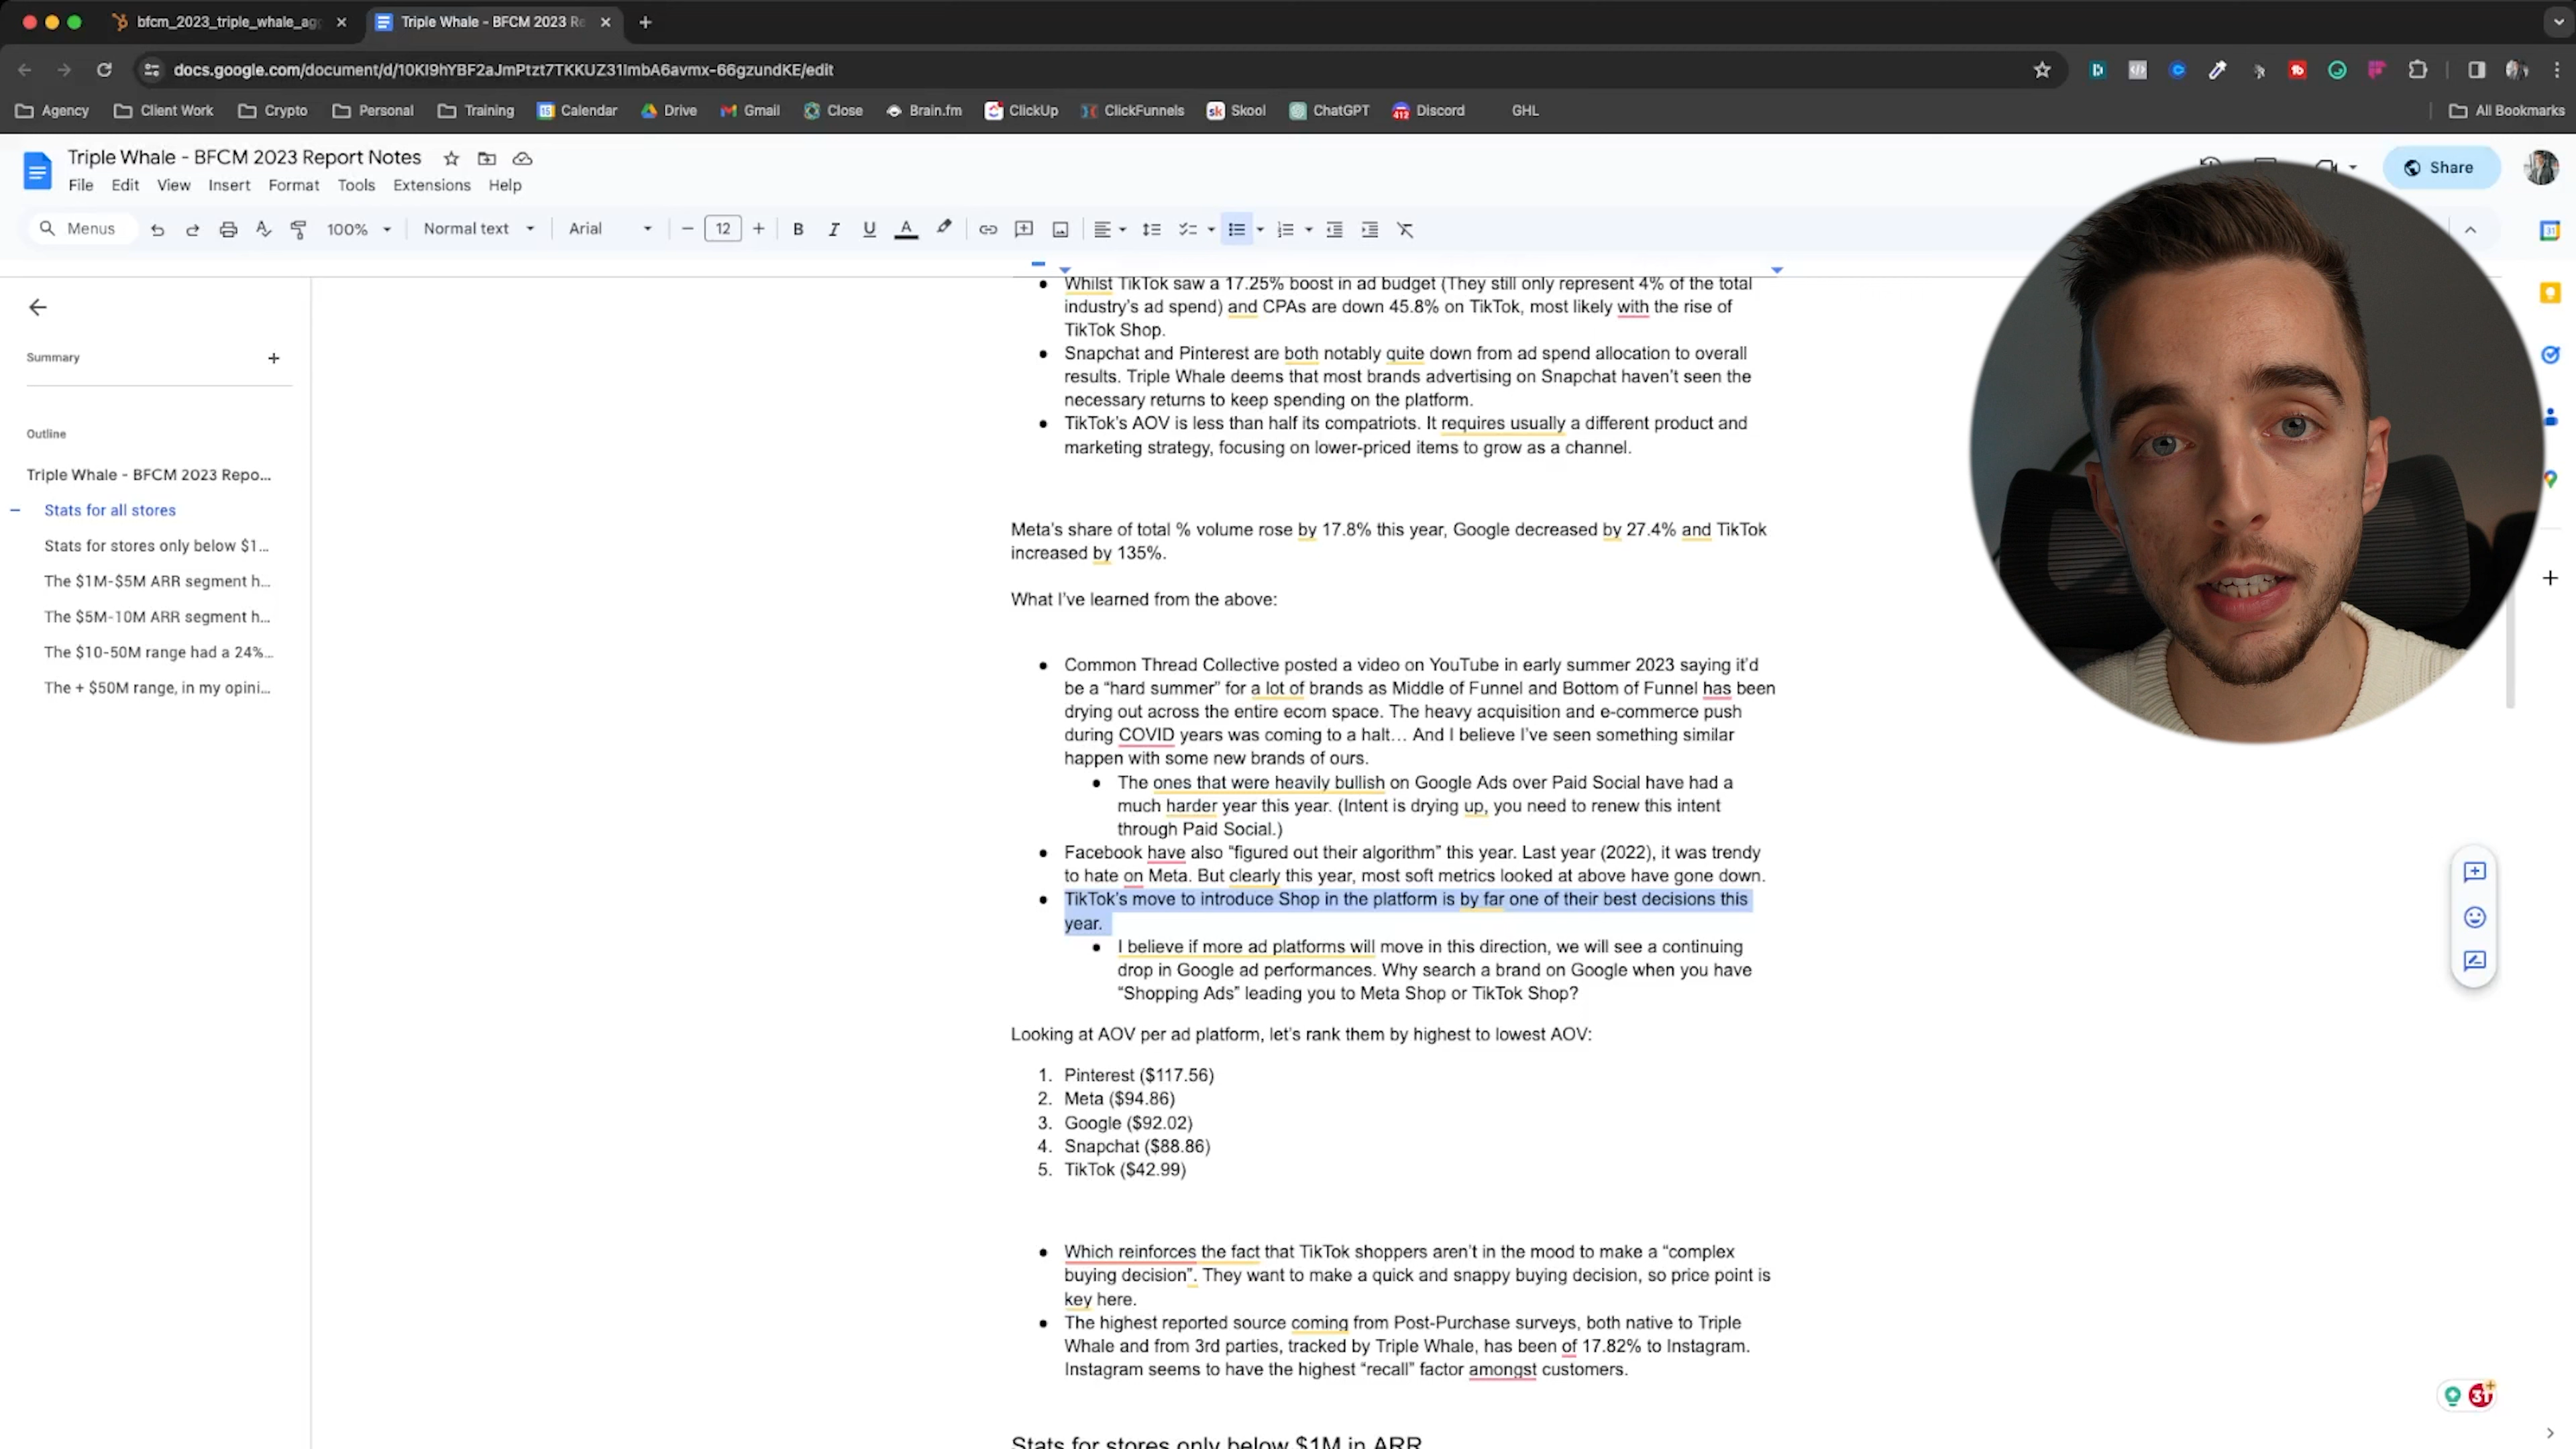 bfcm_2023_triple_whale_ag
Triple Whale - BFCM 2023 Re
docs.google.com/document/d/10KI9hYBF2aJmPtzt7TKKUZ31ImbA6avmx-66gzundKE/edit
Agency
Client Work
Crypto
Personal
Training
Calendar
Drive
Gmail
Close
Brain.fm
ClickUp
ClickFunnels
Skool
ChatGPT
412
Discord
GHL
All Bookmarks
Triple Whale - BFCM 2023 Report Notes
File Edit View Insert Format Tools Extensions Help
Share
Menus
100%
Normal text
Arial
12
Summary
Outline
Triple Whale - BFCM 2023 Repo...
Stats for all stores
Stats for stores only below $1...
The $1M-$5M ARR segment h...
The $5M-10M ARR segment h...
The $10-50M range had a 24%...
The + $50M range, in my opini...
Whilst TikTok saw a 17.25% boost in ad budget (They still only represent 4% of the total
industry's ad spend) and CPAs are down 45.8% on TikTok, most likely with the rise of
TikTok Shop.
Snapchat and Pinterest are both notably quite down from ad spend allocation to overall
results. Triple Whale deems that most brands advertising on Snapchat haven't seen the
necessary returns to keep spending on the platform.
TikTok's AOV is less than half its compatriots. It requires usually a different product and
marketing strategy, focusing on lower-priced items to grow as a channel.
Meta's share of total % volume rose by 17.8% this year, Google decreased by 27.4% and TikTok
increased by 135%.
What I've learned from the above:
Common Thread Collective posted a video on YouTube in early summer 2023 saying it'd
be a "hard summer" for a lot of brands as Middle of Funnel and Bottom of Funnel has been
drying out across the entire ecom space. The heavy acquisition and e-commerce push
during COVID years was coming to a halt... And I believe I've seen something similar
happen with some new brands of ours.
The ones that were heavily bullish on Google Ads over Paid Social have had a
much harder year this year. (Intent is drying up, you need to renew this intent
through Paid Social.)
Facebook have also "figured out their algorithm" this year. Last year (2022), it was trendy
to hate on Meta. But clearly this year, most soft metrics looked at above have gone down.
TikTok's move to introduce Shop in the platform is by far one of their best decisions this
year.
I believe if more ad platforms will move in this direction, we will see a continuing
drop in Google ad performances. Why search a brand on Google when you have
"Shopping Ads" leading you to Meta Shop or TikTok Shop?
Looking at AOV per ad platform, let's rank them by highest to lowest AOV:
1. Pinterest ($117.56)
2. Meta ($94.86)
3. Google ($92.02)
4. Snapchat ($88.86)
5. TikTok ($42.99)
Which reinforces the fact that TikTok shoppers aren't in the mood to make a "complex
buying decision". They want to make a quick and snappy buying decision, so price point is
key here.
The highest reported source coming from Post-Purchase surveys, both native to Triple
Whale and from 3rd parties, tracked by Triple Whale, has been of 17.82% to Instagram.
Instagram seems to have the highest "recall" factor amongst customers.
Stats for stores only below $1M in ARR